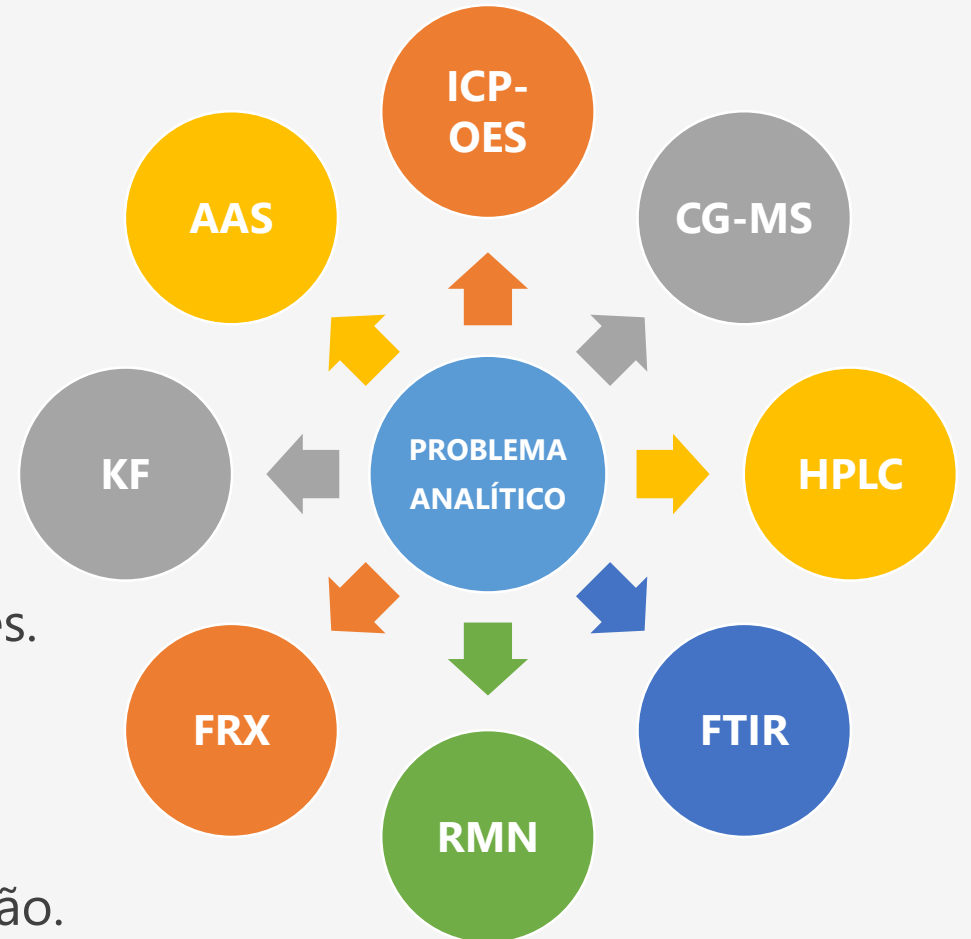 ICP-
OES
AAS
CG-MS
PROBLEMA
ANALÍTICO
KF
HPLC
FRX
FTIR
RMN